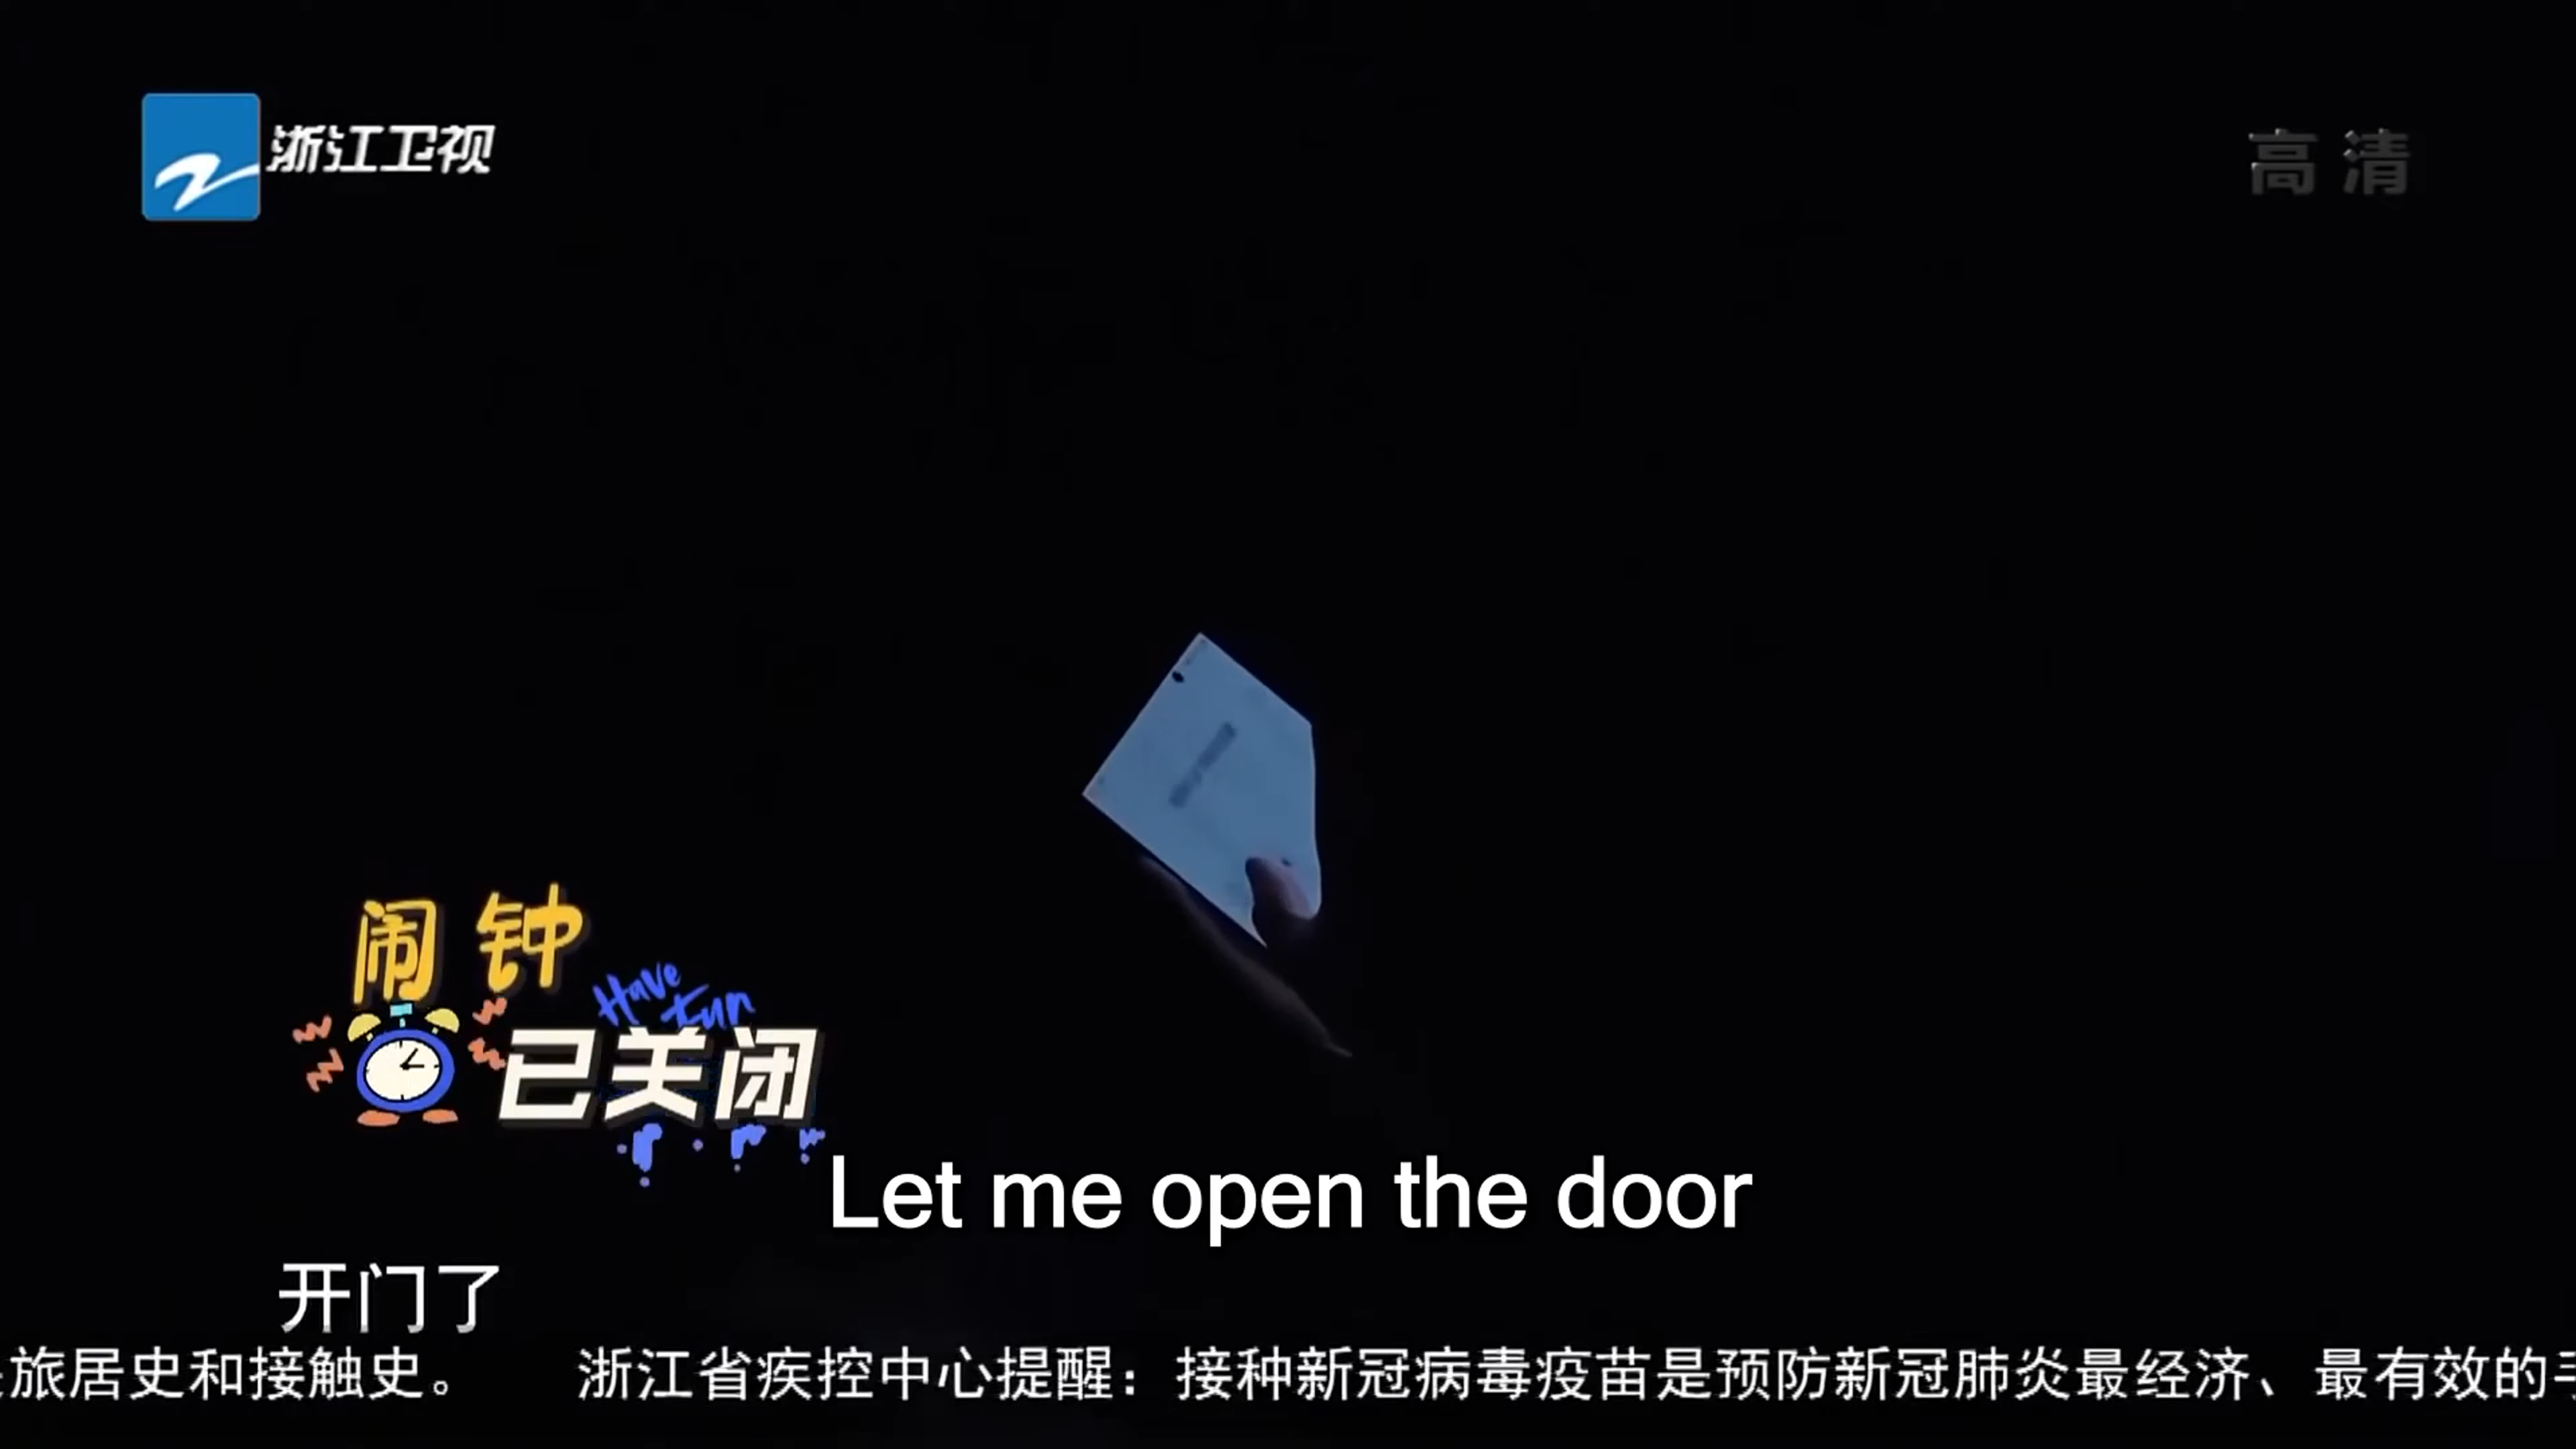 浙江卫视
高清
闹钟
Have
fun
已关闭
Let me open the door
开门了
旅居史和接触史。 浙江省疾控中心提醒：接种新冠病毒疫苗是预防新冠肺炎最经济、最有效的